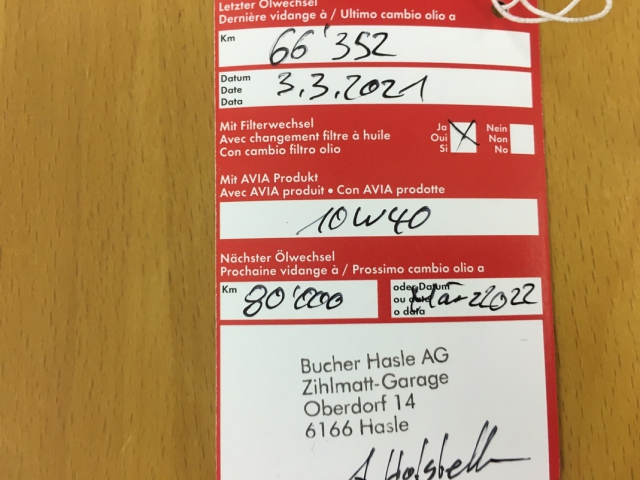 Letzter Ölwechsel
Dernière vidange à / Ultimo cambio olio a
Km 66'352
Datum
Date
Data
3.3.2021
Mit Filterwechsel
Avec changement filtre à huile
Con cambio filtro olio
Ja
Oui
Si
Nein
Non
No
Mit AVIA Produkt
Avec AVIA produit • Con AVIA prodotte
10W40
Nächster Ölwechsel
Prochaine vidange à / Prossimo cambio olio a
Km 80'000
oder Datum
ou date
o data
März 2022
Bucher Hasle AG
Zihlmatt-Garage
Oberdorf 14
6166 Hasle